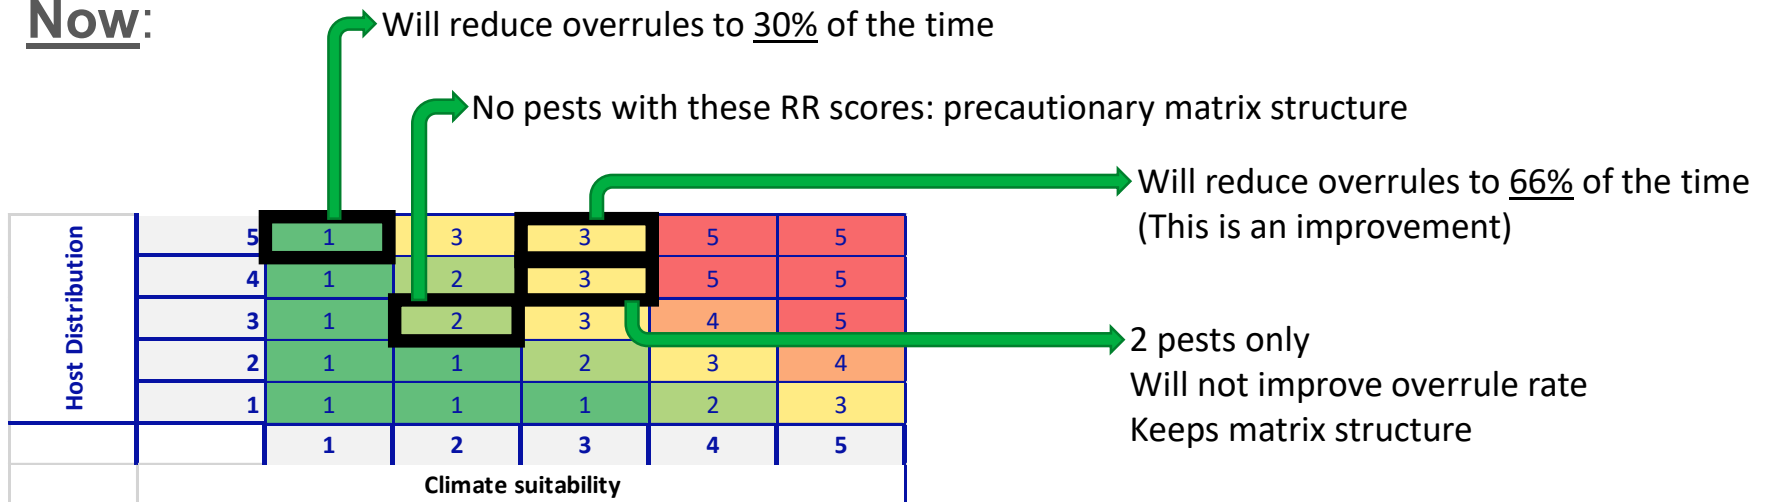 Now:
Will reduce overrules to 30% of the time
No pests with these RR scores: precautionary matrix structure
Will reduce overrules to 66% of the time
(This is an improvement)
Host Distribution
5 1 3 3 5 5
4 1 2 3 5 5
3 1 2 3 4 5
2 1 1 2 3 4
1 1 1 1 2 3
1 2 3 4 5
Climate suitability
2 pests only
Will not improve overrule rate
Keeps matrix structure